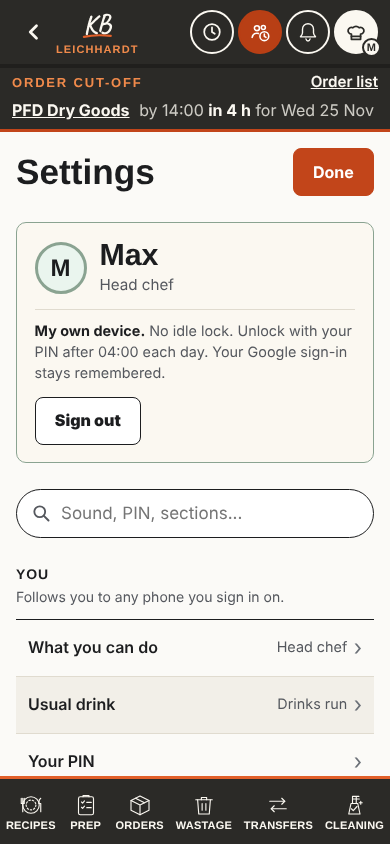 KB
LEICHHARDT
M
ORDER CUT-OFF
Order list
PFD Dry Goods by 14:00 in 4 h for Wed 25 Nov
Settings
Done
M
Max
Head chef
My own device. No idle lock. Unlock with your
PIN after 04:00 each day. Your Google sign-in
stays remembered.
Sign out
Sound, PIN, sections...
YOU
Follows you to any phone you sign in on.
What you can do
Head chef
Usual drink
Drinks run
Your PIN
RECIPES
PREP
ORDERS
WASTAGE
TRANSFERS
CLEANING